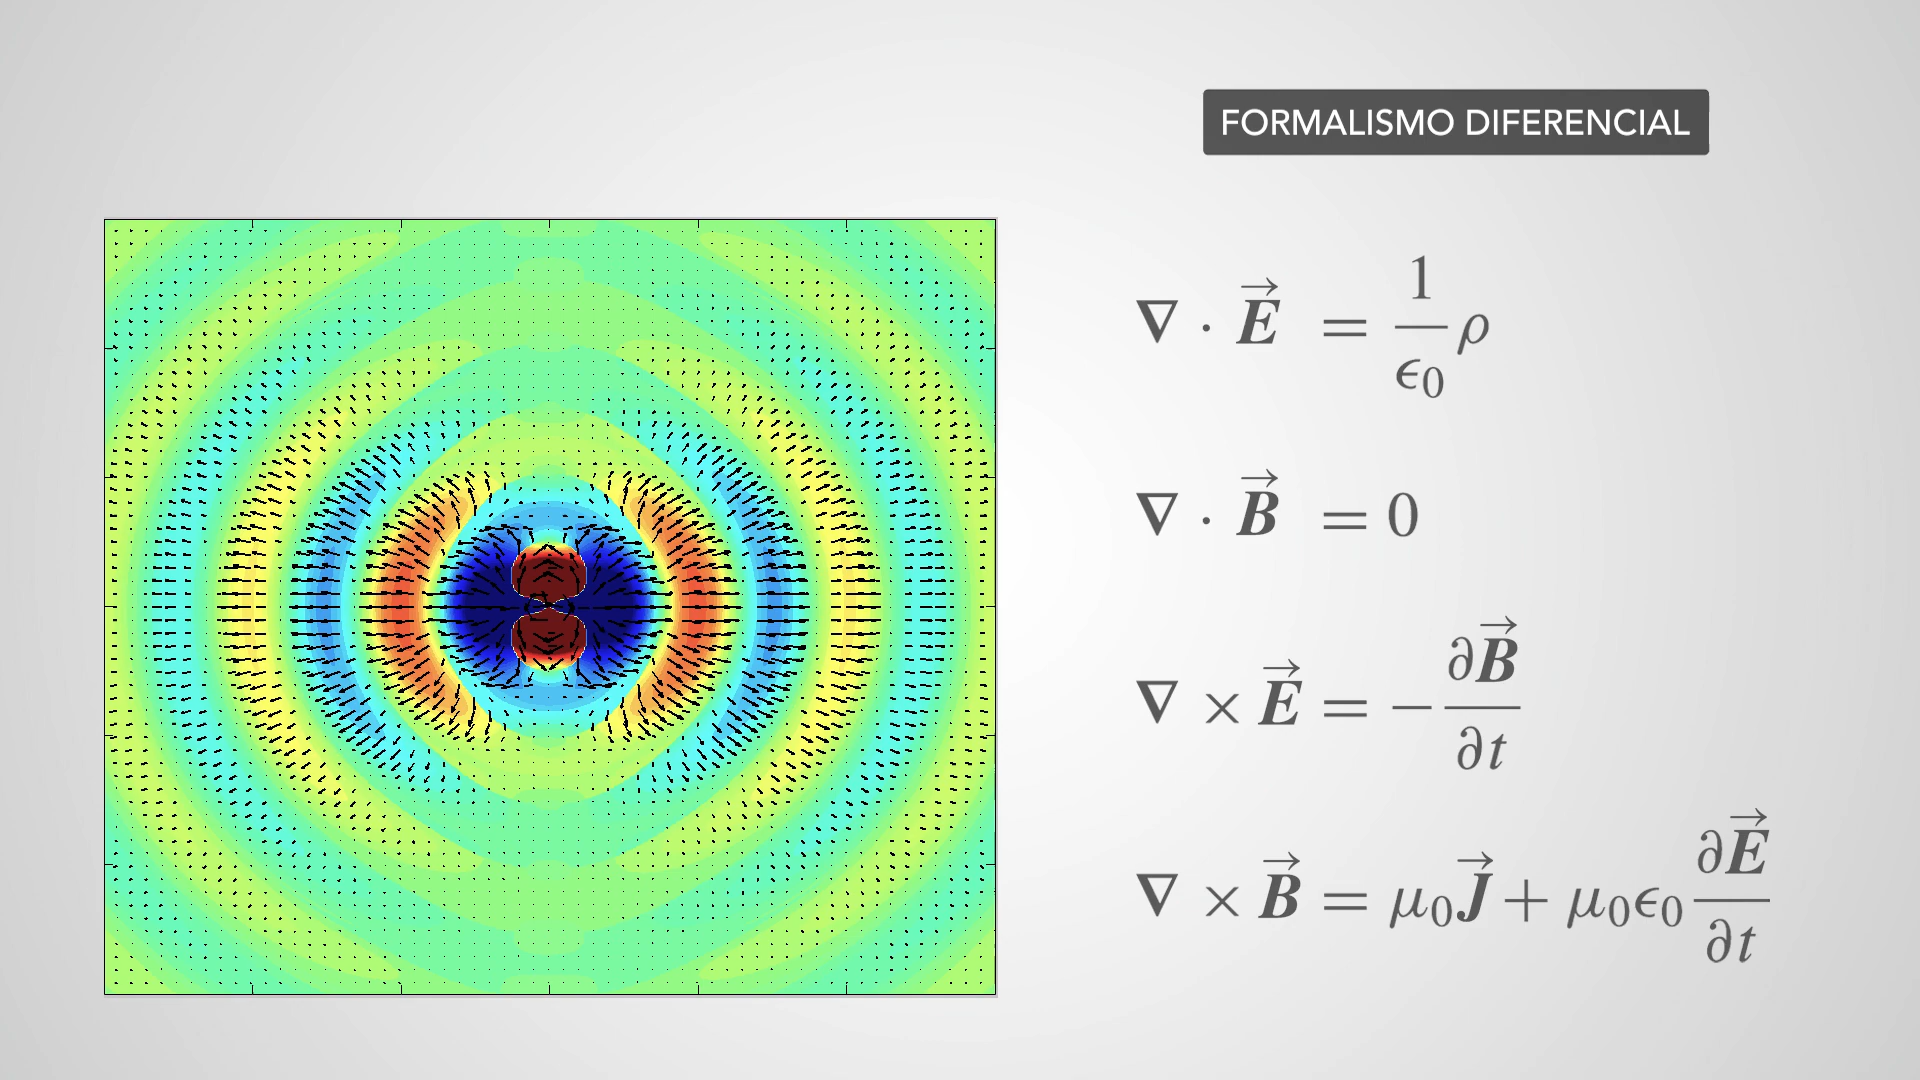 FORMALISMO DIFERENCIAL
∇ · E⃗ = 1/ϵ₀ ρ
∇ · B⃗ = 0
∇ × E⃗ = −∂B⃗/∂t
∇ × B⃗ = μ₀J⃗ + μ₀ϵ₀ ∂E⃗/∂t